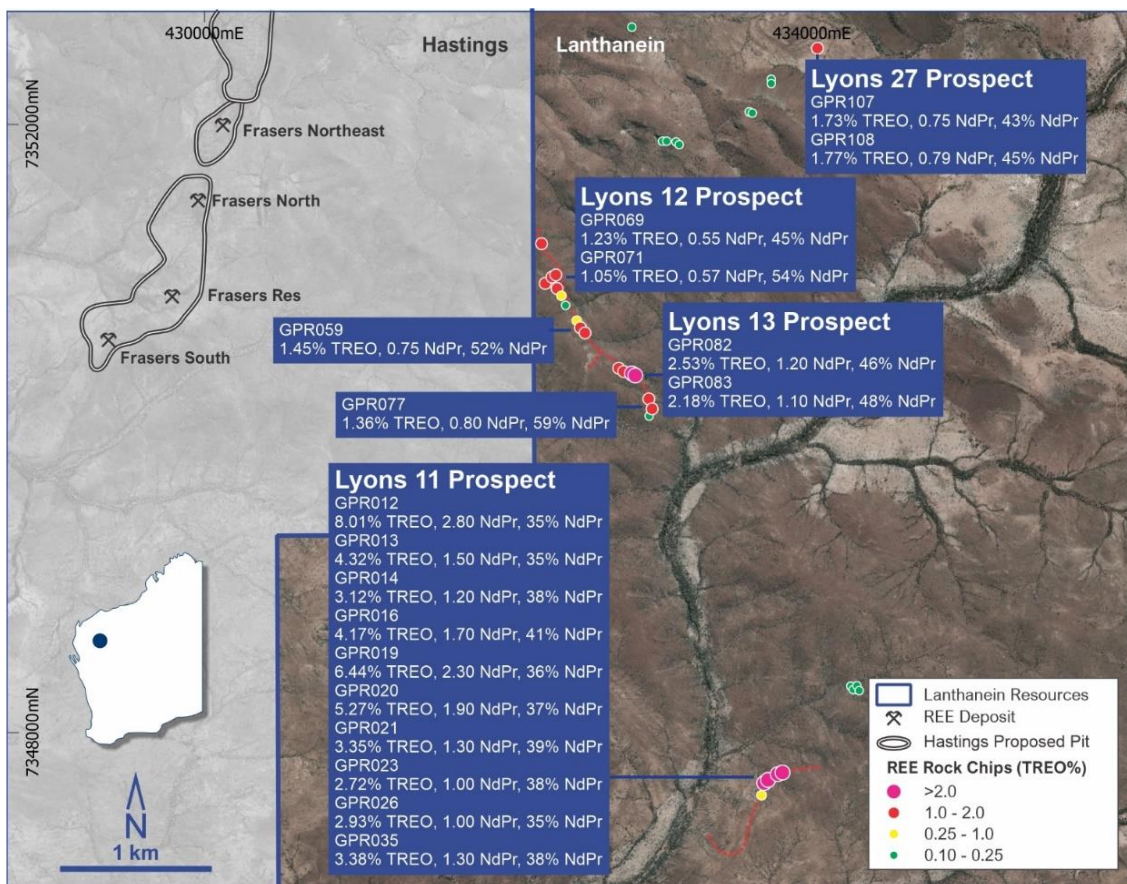 430000mE
434000mE
Hastings
Lanthanein
7352000mN
7348000mN
Frasers Northeast
Frasers North
Frasers Res
Frasers South
Lyons 27 Prospect
GPR107
1.73% TREO, 0.75 NdPr, 43% NdPr
GPR108
1.77% TREO, 0.79 NdPr, 45% NdPr
Lyons 12 Prospect
GPR069
1.23% TREO, 0.55 NdPr, 45% NdPr
GPR071
1.05% TREO, 0.57 NdPr, 54% NdPr
GPR059
1.45% TREO, 0.75 NdPr, 52% NdPr
Lyons 13 Prospect
GPR082
2.53% TREO, 1.20 NdPr, 46% NdPr
GPR083
2.18% TREO, 1.10 NdPr, 48% NdPr
GPR077
1.36% TREO, 0.80 NdPr, 59% NdPr
Lyons 11 Prospect
GPR012
8.01% TREO, 2.80 NdPr, 35% NdPr
GPR013
4.32% TREO, 1.50 NdPr, 35% NdPr
GPR014
3.12% TREO, 1.20 NdPr, 38% NdPr
GPR016
4.17% TREO, 1.70 NdPr, 41% NdPr
GPR019
6.44% TREO, 2.30 NdPr, 36% NdPr
GPR020
5.27% TREO, 1.90 NdPr, 37% NdPr
GPR021
3.35% TREO, 1.30 NdPr, 39% NdPr
GPR023
2.72% TREO, 1.00 NdPr, 38% NdPr
GPR026
2.93% TREO, 1.00 NdPr, 35% NdPr
GPR035
3.38% TREO, 1.30 NdPr, 38% NdPr
N
1 km
Lanthanein Resources
REE Deposit
Hastings Proposed Pit
REE Rock Chips (TREO%)
>2.0
1.0 - 2.0
0.25 - 1.0
0.10 - 0.25